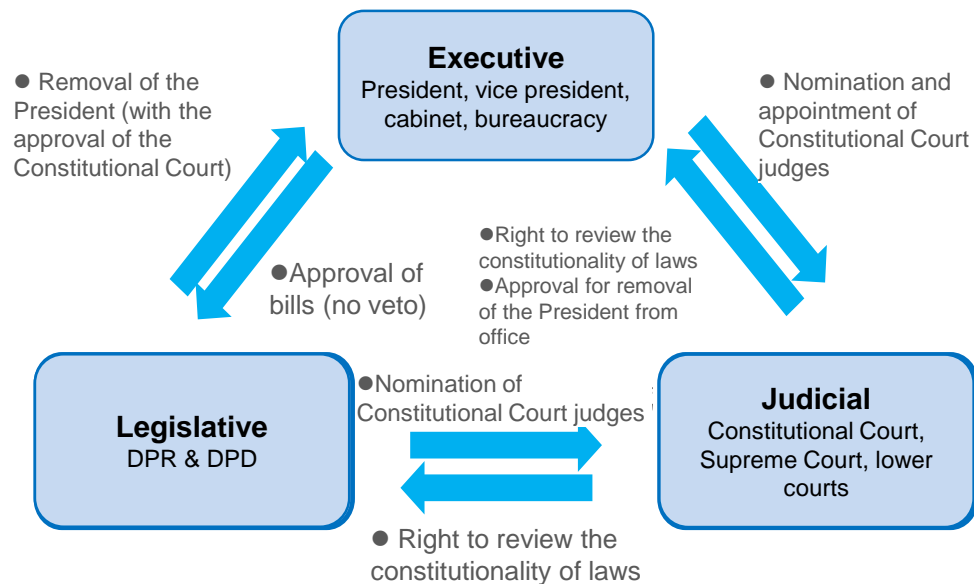 Executive
President, vice president,
cabinet, bureaucracy
● Removal of the
President (with the
approval of the
Constitutional Court)
● Nomination and
appointment of
Constitutional Court
judges
●Approval of
bills (no veto)
●Right to review the
constitutionality of laws
●Approval for removal
of the President from
office
Legislative
DPR & DPD
●Nomination of
Constitutional Court judges
Judicial
Constitutional Court,
Supreme Court, lower
courts
● Right to review the
constitutionality of laws